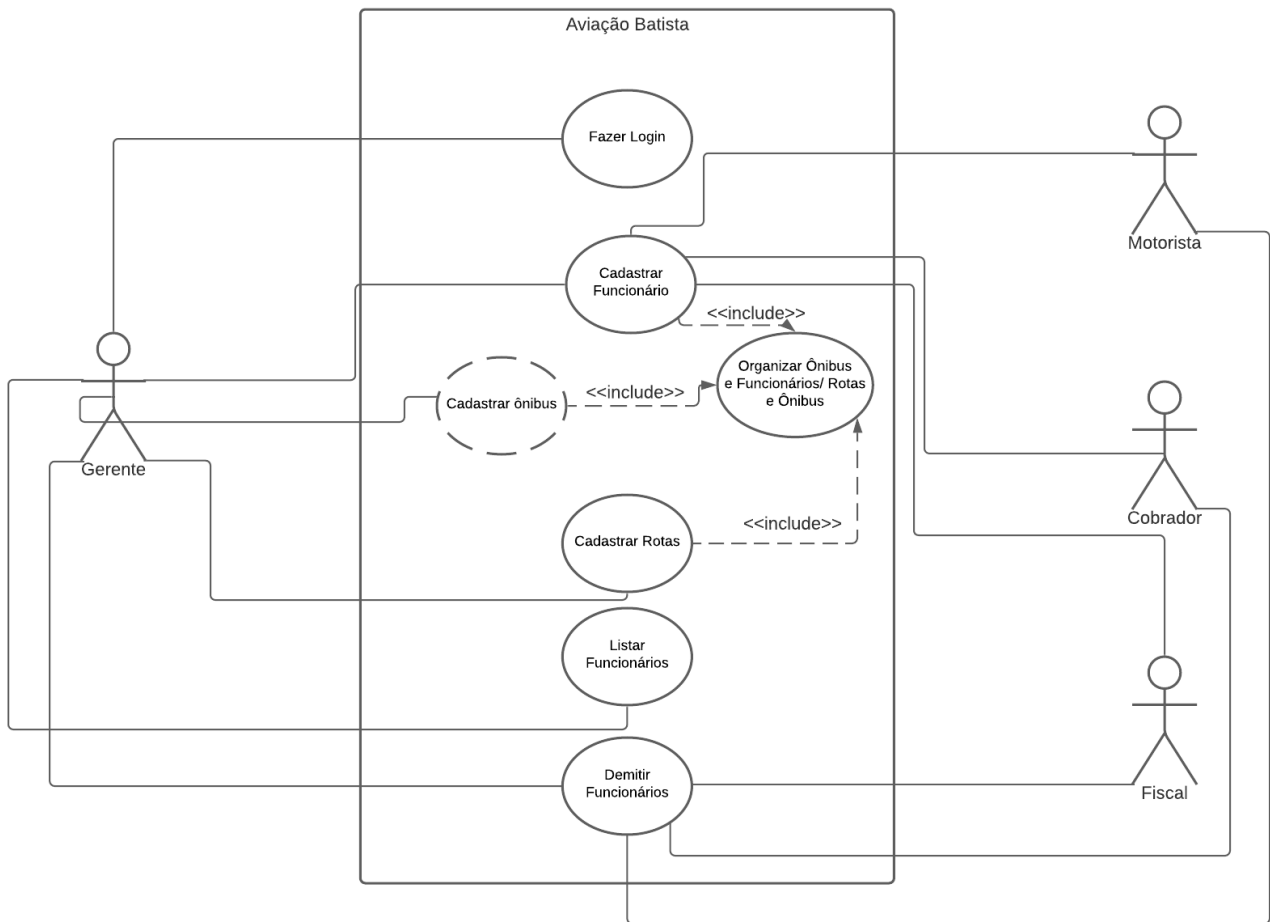 Aviação Batista
Fazer Login
Motorista
Cadastrar
Funcionário
<<include>>
Organizar Ônibus
e Funcionários/ Rotas
e Ônibus
<<include>>
Cadastrar ônibus
Gerente
Cobrador
<<include>>
Cadastrar Rotas
Listar
Funcionários
Demitir
Funcionários
Fiscal